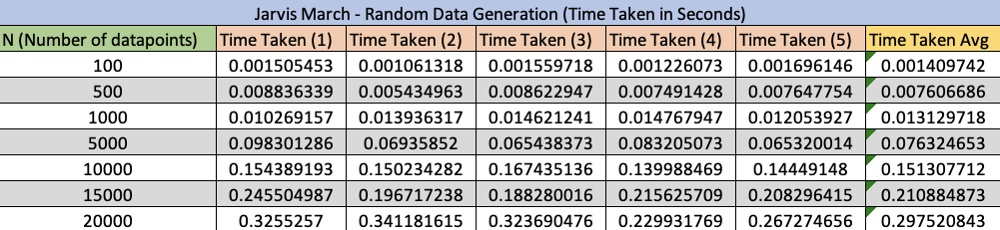 Jarvis March - Random Data Generation (Time Taken in Seconds)
N (Number of datapoints) Time Taken (1) Time Taken (2) Time Taken (3) Time Taken (4) Time Taken (5) Time Taken Avg
100 0.001505453 0.001061318 0.001559718 0.001226073 0.001696146 0.001409742
500 0.008836339 0.005434963 0.008622947 0.007491428 0.007647754 0.007606686
1000 0.010269157 0.013936317 0.014621241 0.014767947 0.012053927 0.013129718
5000 0.098301286 0.06935852 0.065438373 0.083205073 0.065320014 0.076324653
10000 0.154389193 0.150234282 0.167435136 0.139988469 0.14449148 0.151307712
15000 0.245504987 0.196717238 0.188280016 0.215625709 0.208296415 0.210884873
20000 0.3255257 0.341181615 0.323690476 0.229931769 0.267274656 0.297520843